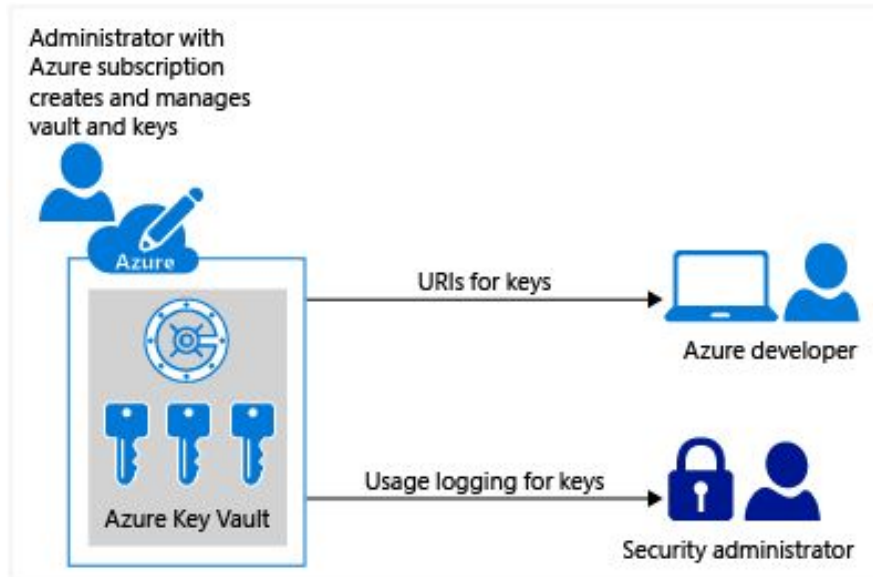 Administrator with
Azure subscription
creates and manages
vault and keys
Azure
URIs for keys
Azure developer
Usage logging for keys
Azure Key Vault
Security administrator